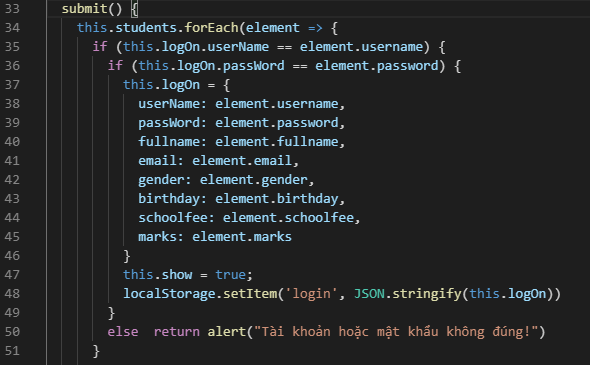 33 submit() {
34 this.students.forEach(element => {
35 if (this.logOn.userName == element.username) {
36 if (this.logOn.passWord == element.password) {
37 this.logOn = {
38 userName: element.username,
39 passWord: element.password,
40 fullname: element.fullname,
41 email: element.email,
42 gender: element.gender,
43 birthday: element.birthday,
44 schoolfee: element.schoolfee,
45 marks: element.marks
46 }
47 this.show = true;
48 localStorage.setItem('login', JSON.stringify(this.logOn))
49 }
50 else  return alert("Tài khoản hoặc mật khẩu không đúng!")
51 }